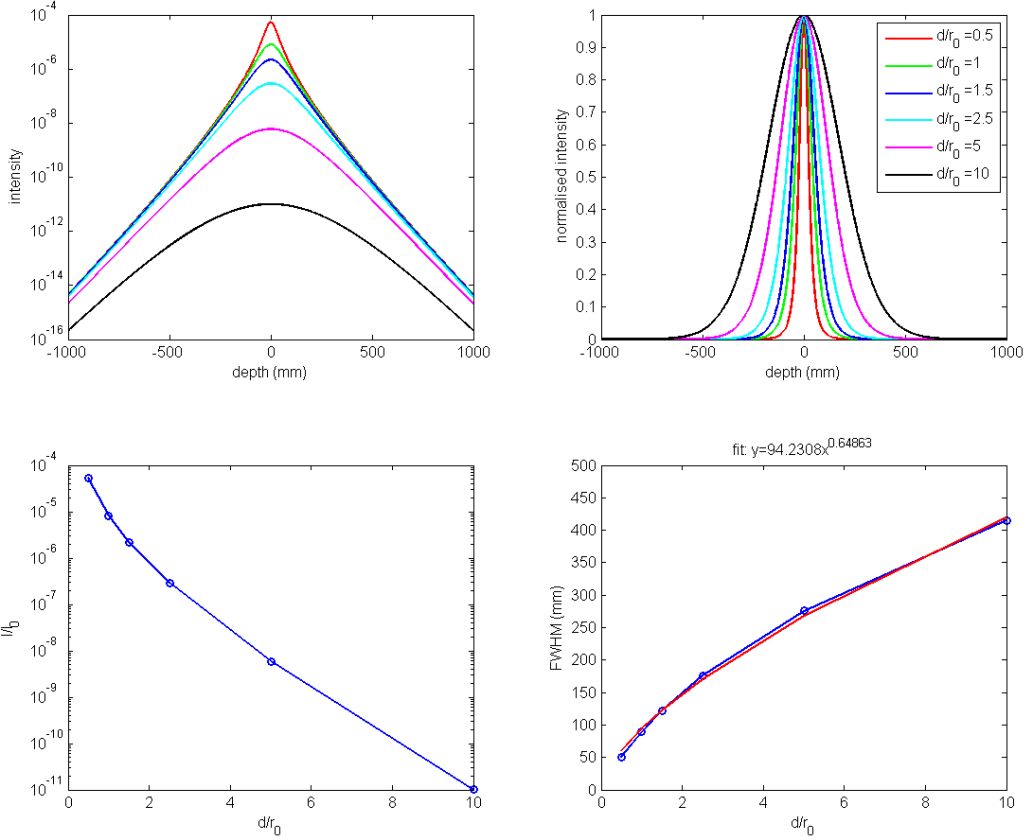 10^-4
10^-6
10^-8
10^-10
10^-12
10^-14
10^-16
intensity
-1000 -500 0 500 1000
depth (mm)
1
0.9
0.8
0.7
0.6
0.5
0.4
0.3
0.2
0.1
0
normalised intensity
-1000 -500 0 500 1000
depth (mm)
d/r_0 =0.5
d/r_0 =1
d/r_0 =1.5
d/r_0 =2.5
d/r_0 =5
d/r_0 =10
10^-4
10^-5
10^-6
10^-7
10^-8
10^-9
10^-10
10^-11
I/I_0
0 2 4 6 8 10
d/r_0
fit: y=94.2308x^0.64863
500
450
400
350
300
250
200
150
100
50
0
FWHM (mm)
0 2 4 6 8 10
d/r_0